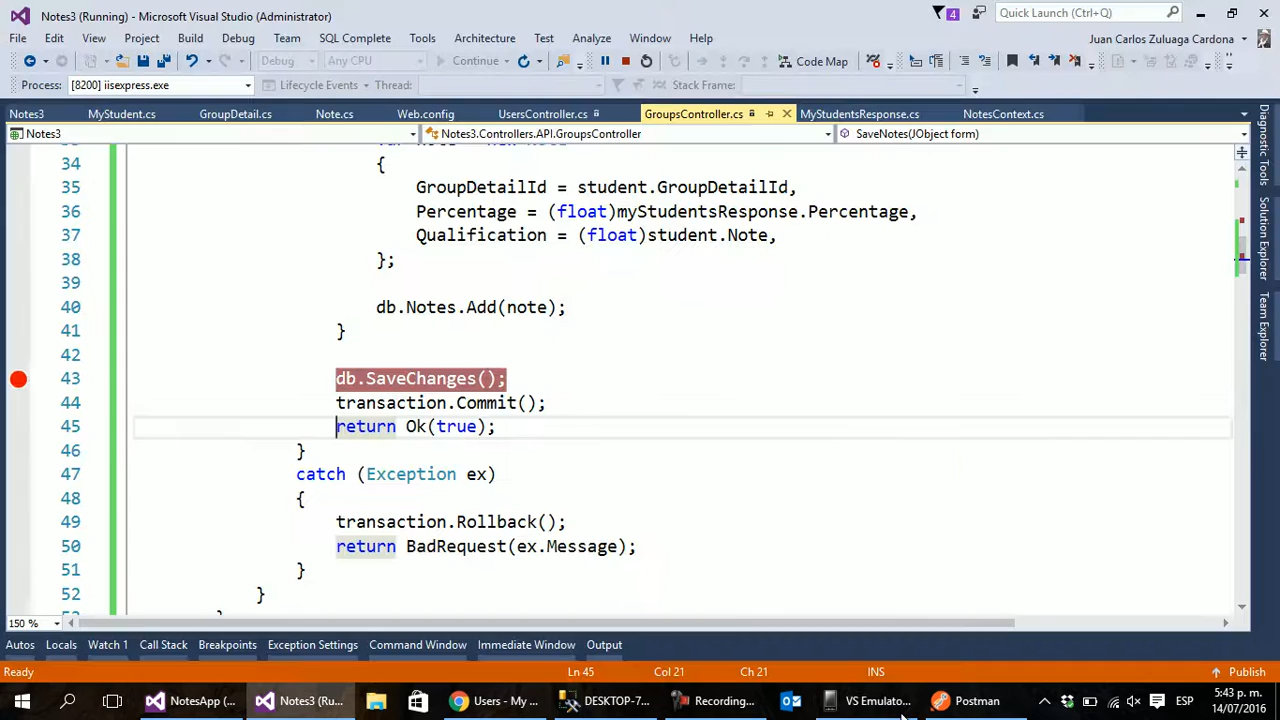 Notes3 (Running) - Microsoft Visual Studio (Administrator)
4
Quick Launch (Ctrl+Q)
File Edit View Project Build Debug Team SQL Complete Tools Architecture Test Analyze Window Help
Juan Carlos Zuluaga Cardona
Debug Any CPU Continue Code Map
Process: [8200] iisexpress.exe Lifecycle Events Thread: Stack Frame:
Notes3 MyStudent.cs GroupDetail.cs Note.cs Web.config UsersController.cs GroupsController.cs MyStudentsResponse.cs NotesContext.cs
Notes3 Notes3.Controllers.API.GroupsController SaveNotes(JObject form)
34 {
35 GroupDetailId = student.GroupDetailId,
36 Percentage = (float)myStudentsResponse.Percentage,
37 Qualification = (float)student.Note,
38 };
39
40 db.Notes.Add(note);
41 }
42
43 db.SaveChanges();
44 transaction.Commit();
45 return Ok(true);
46 }
47 catch (Exception ex)
48 {
49 transaction.Rollback();
50 return BadRequest(ex.Message);
51 }
52 }
Diagnostic Tools
Solution Explorer
Team Explorer
150 %
Autos Locals Watch 1 Call Stack Breakpoints Exception Settings Command Window Immediate Window Output
Ready Ln 45 Col 21 Ch 21 INS Publish
NotesApp (... Notes3 (Ru... Users - My ... DESKTOP-7... Recording... VS Emulato... Postman ESP
5:43 p. m.
14/07/2016